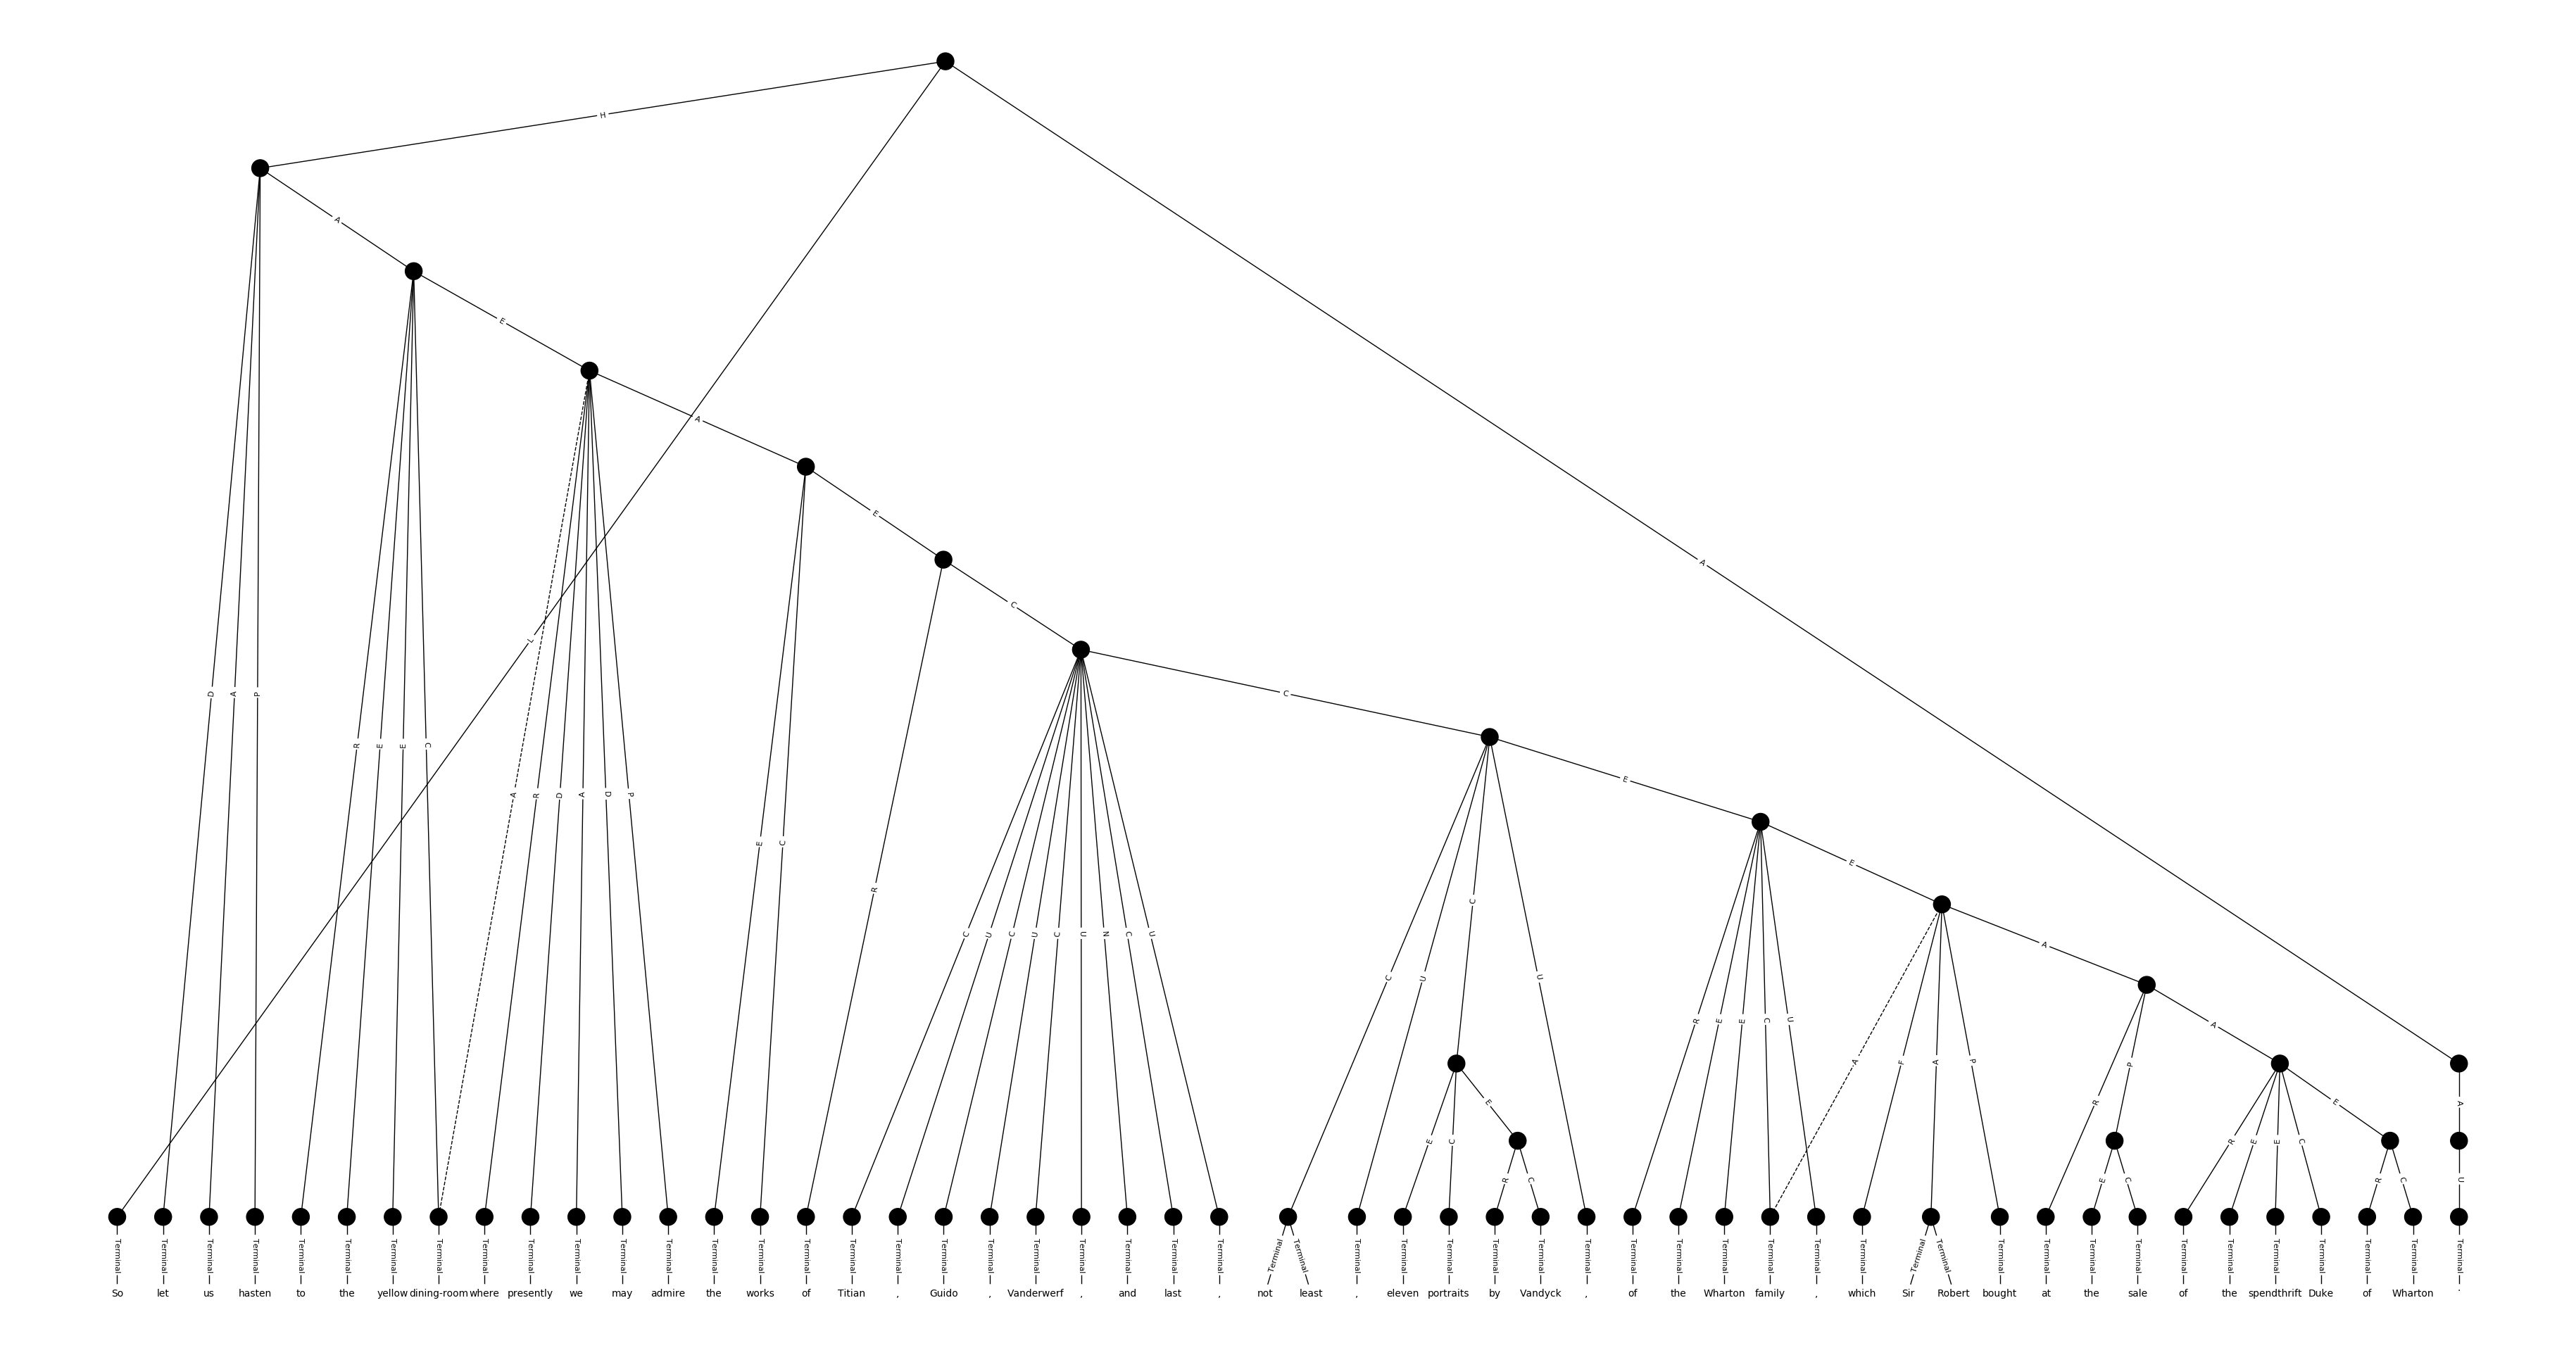 H
A
E
A
L
A
E
C
C
E
E
A
A
D A P
R E E C
A R D A D P
E C
R
C U C U C U N C U
C U C U
E C E
R C
R E E C U
A F A P
R P
E C
R E E C E
R C
A
U
Terminal Terminal Terminal Terminal Terminal Terminal Terminal Terminal Terminal Terminal Terminal Terminal Terminal Terminal Terminal Terminal Terminal Terminal Terminal Terminal Terminal Terminal Terminal Terminal Terminal Terminal Terminal Terminal Terminal Terminal Terminal Terminal Terminal Terminal Terminal Terminal Terminal Terminal Terminal Terminal Terminal Terminal Terminal Terminal Terminal Terminal Terminal Terminal Terminal Terminal Terminal Terminal
So let us hasten to the yellow dining-room where presently we may admire the works of Titian , Guido , Vanderwerf , and last , not least , eleven portraits by Vandyck , of the Wharton family , which Sir Robert bought at the sale of the spendthrift Duke of Wharton .